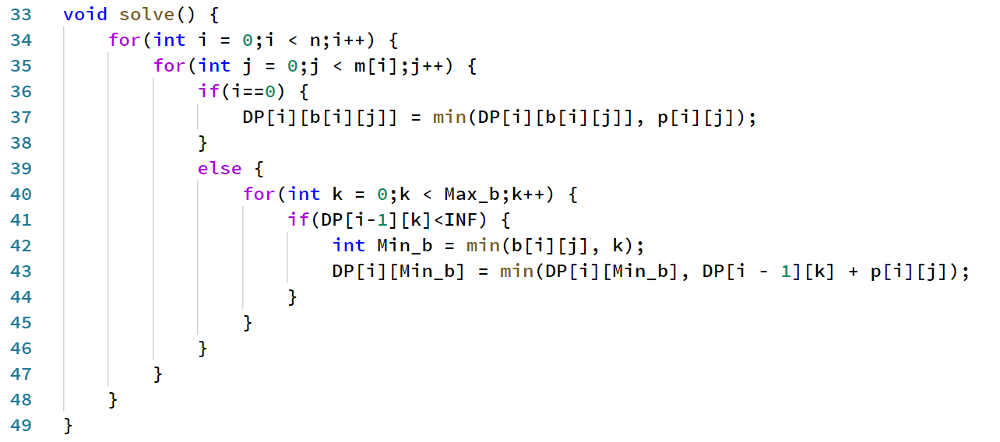 33 void solve() {
34     for(int i = 0;i < n;i++) {
35         for(int j = 0;j < m[i];j++) {
36             if(i==0) {
37                 DP[i][b[i][j]] = min(DP[i][b[i][j]], p[i][j]);
38             }
39             else {
40                 for(int k = 0;k < Max_b;k++) {
41                     if(DP[i-1][k]<INF) {
42                         int Min_b = min(b[i][j], k);
43                         DP[i][Min_b] = min(DP[i][Min_b], DP[i - 1][k] + p[i][j]);
44                     }
45                 }
46             }
47         }
48     }
49 }